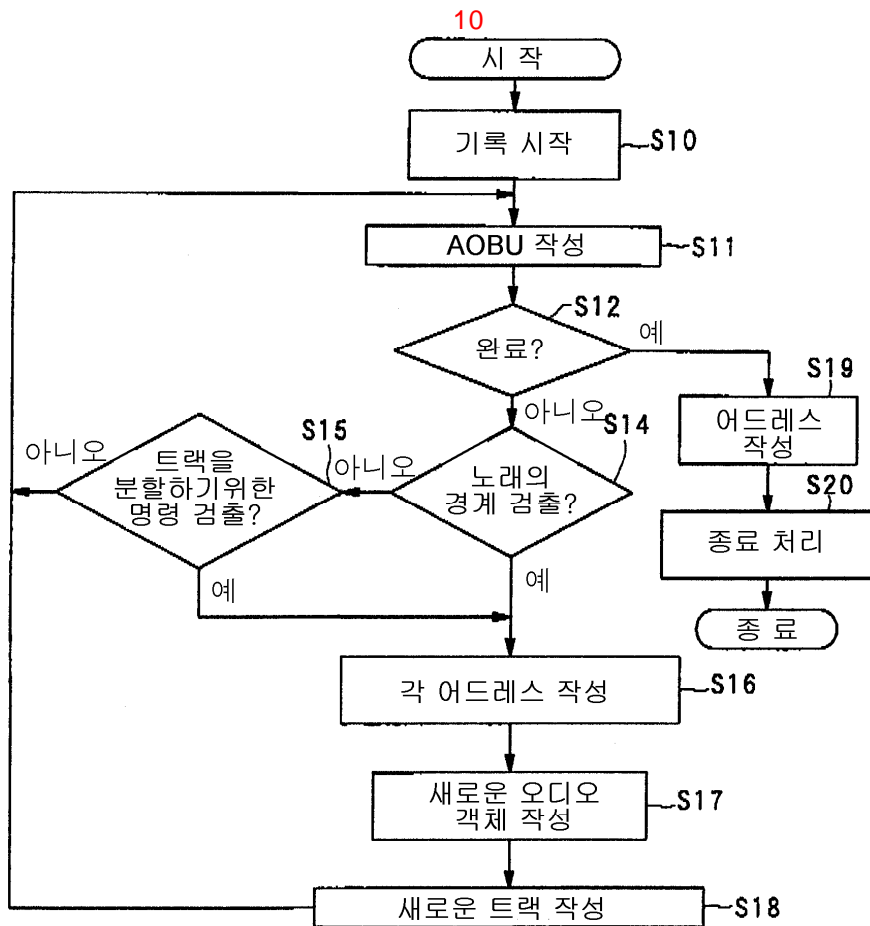 10
시 작
기록 시작
S10
AOBU 작성
S11
S12
완료?
예
아니오
S19
어드레스
작성
S20
종료 처리
종 료
S14
노래의
경계 검출?
아니오
예
S15
트랙을
분할하기위한
명령 검출?
아니오
예
각 어드레스 작성
S16
새로운 오디오
객체 작성
S17
새로운 트랙 작성
S18